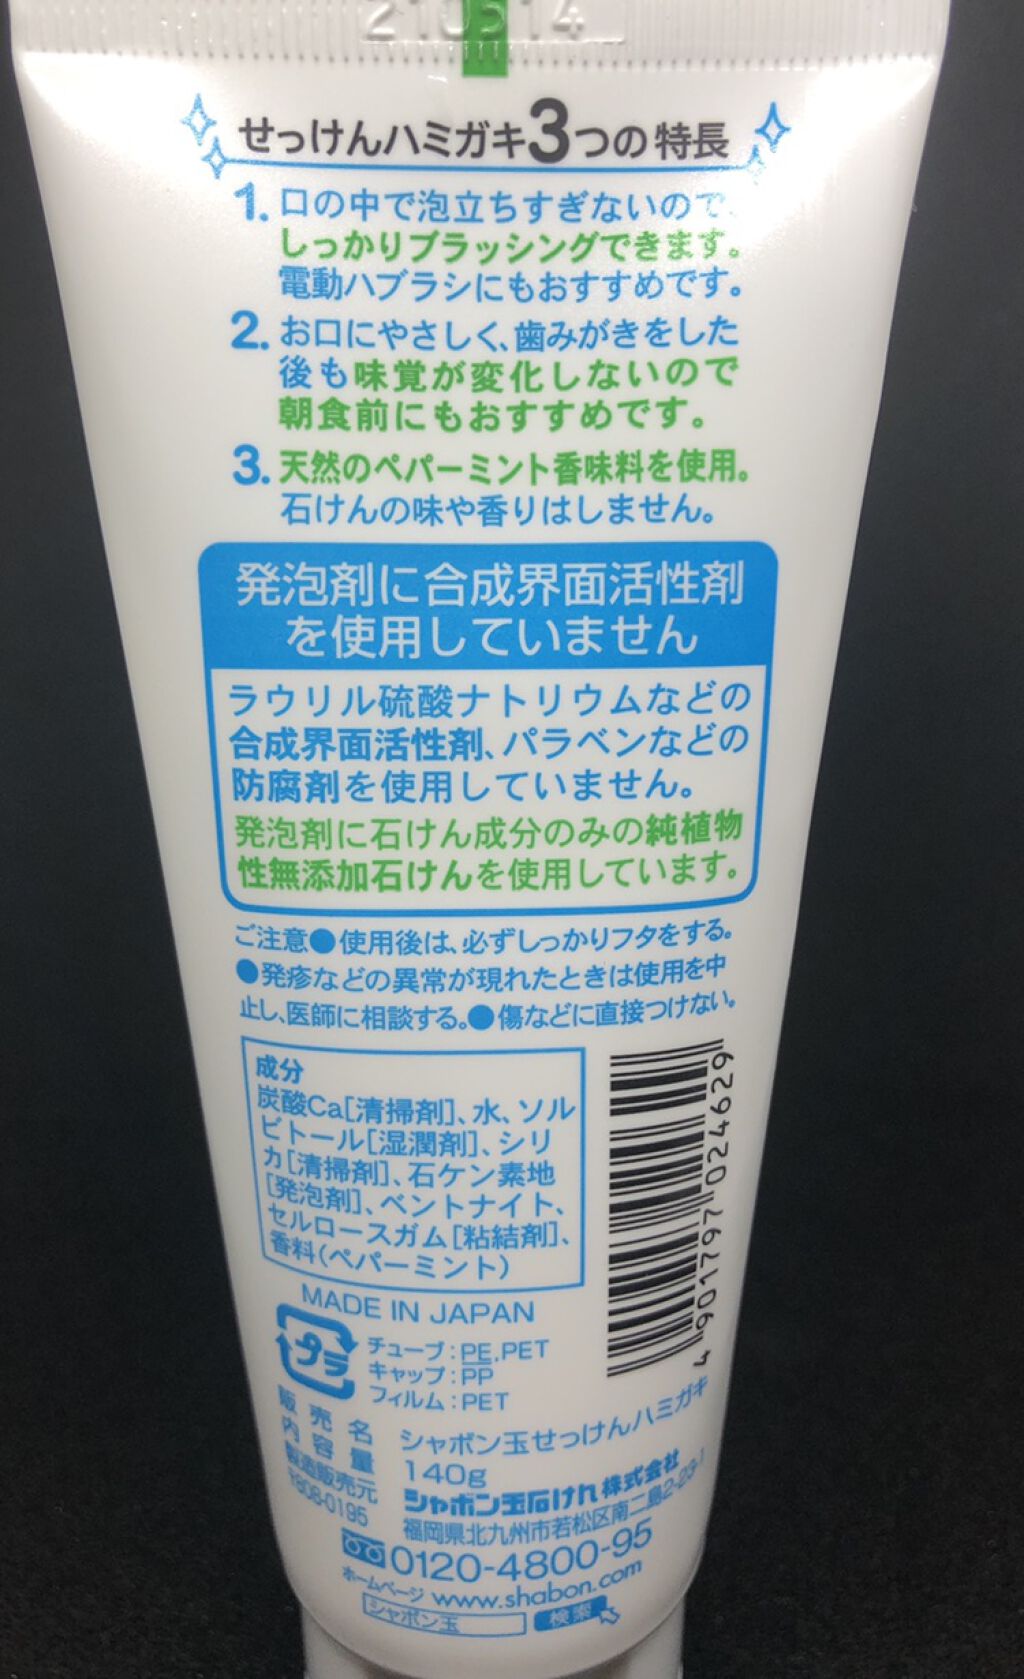 210514
せっけんハミガキ3つの特長
1. 口の中で泡立ちすぎないので、
しっかりブラッシングできます。
電動ハブラシにもおすすめです。
2. お口にやさしく、歯みがきをした
後も味覚が変化しないので
朝食前にもおすすめです。
3. 天然のペパーミント香味料を使用。
石けんの味や香りはしません。
発泡剤に合成界面活性剤
を使用していません
ラウリル硫酸ナトリウムなどの
合成界面活性剤、パラベンなどの
防腐剤を使用していません。
発泡剤に石けん成分のみの純植物
性無添加石けんを使用しています。
ご注意●使用後は、必ずしっかりフタをする。
●発疹などの異常が現れたときは使用を中
止し、医師に相談する。●傷などに直接つけない。
成分
炭酸Ca[清掃剤]、水、ソル
ビトール[湿潤剤]、シリ
カ[清掃剤]、石ケン素地
[発泡剤]、ベントナイト、
セルロースガム[粘結剤]、
香料(ペパーミント)
4 901797 024629
MADE IN JAPAN
プラ
チューブ:PE,PET
キャップ:PP
フィルム:PET
販売名 シャボン玉せっけんハミガキ
内容量 140g
製造販売元 シャボン玉石けん株式会社
〒808-0195 福岡県北九州市若松区南二島2-23-1
0120-4800-95
ホームページ www.shabon.com
シャボン玉 検索